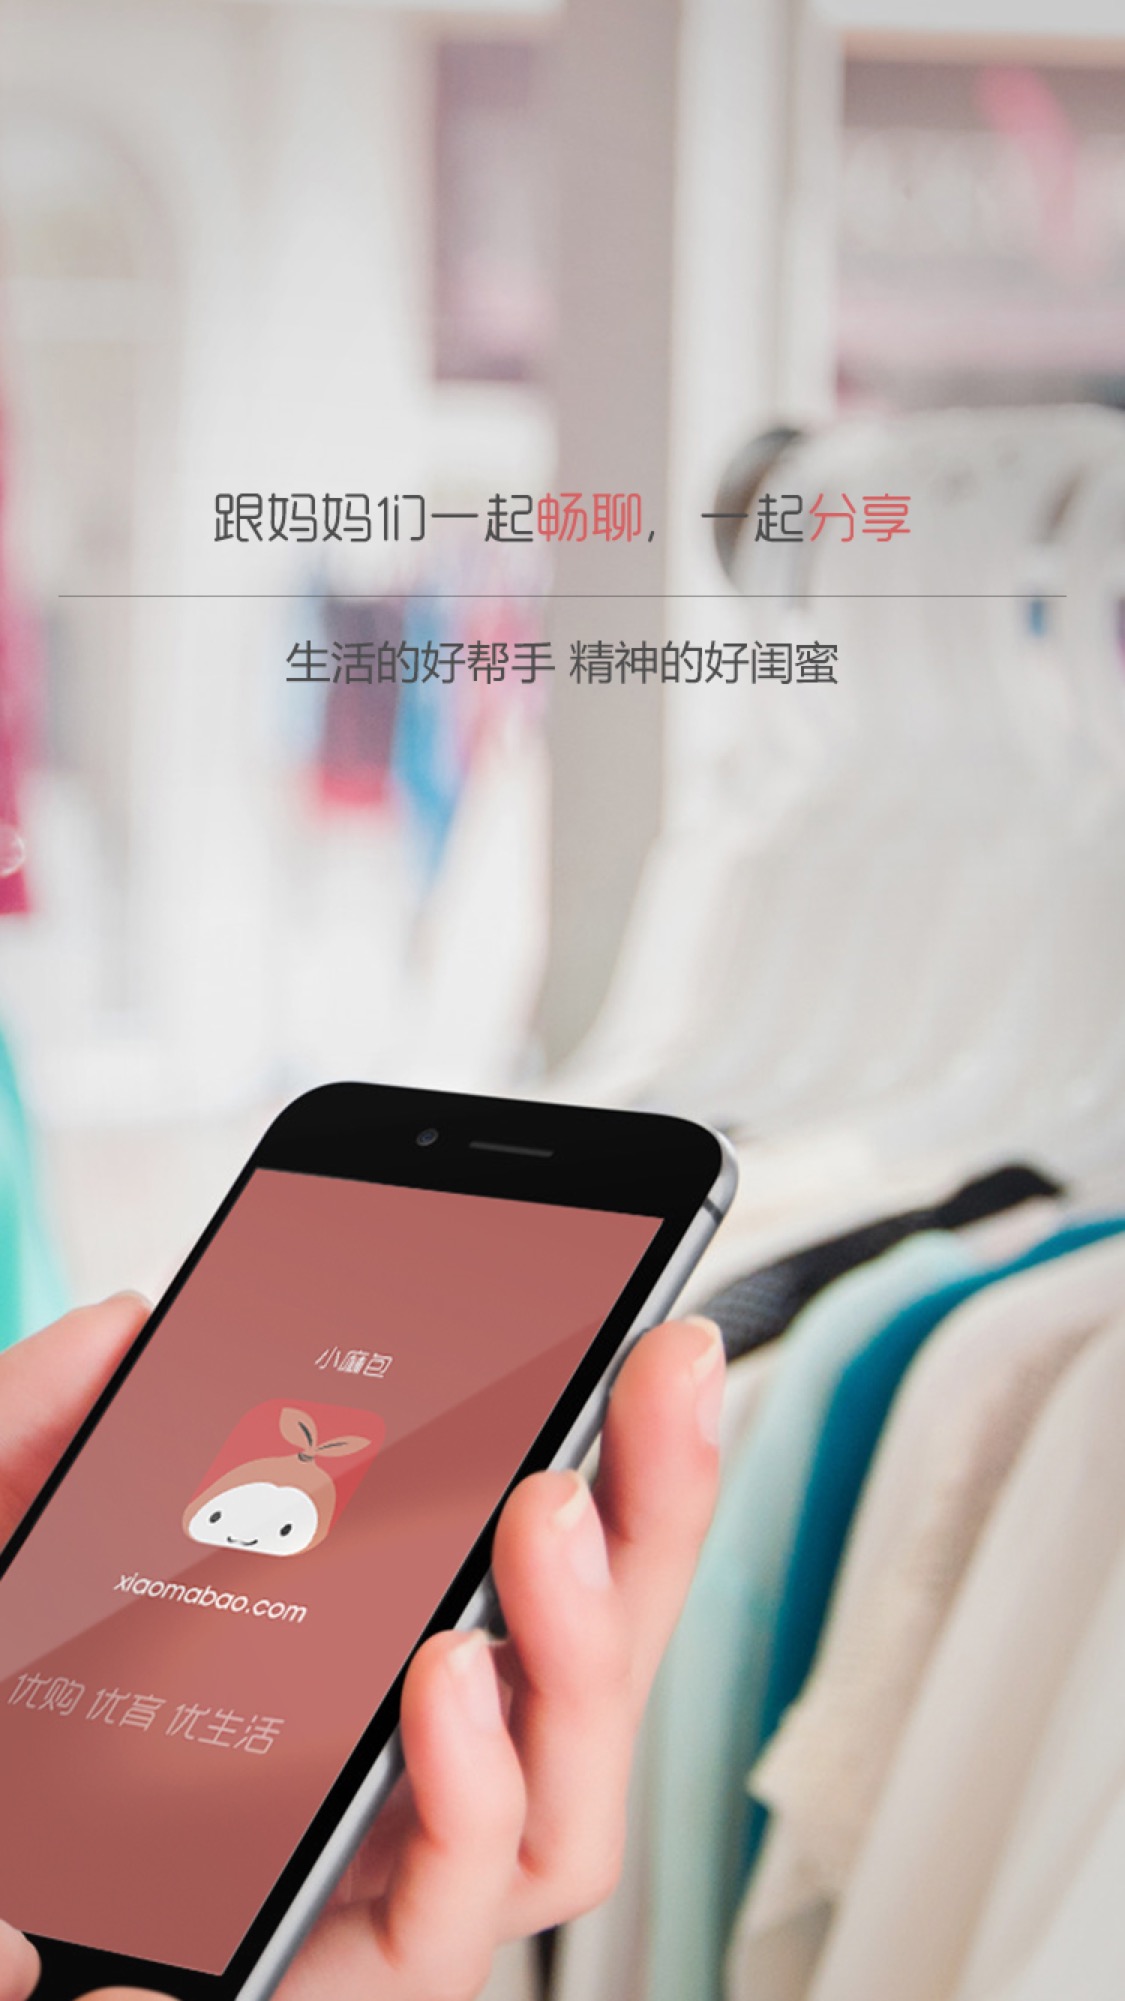 跟妈妈们一起畅聊，一起分享
生活的好帮手 精神的好闺蜜
小麻包
xiaomabao.com
优购 优育 优生活